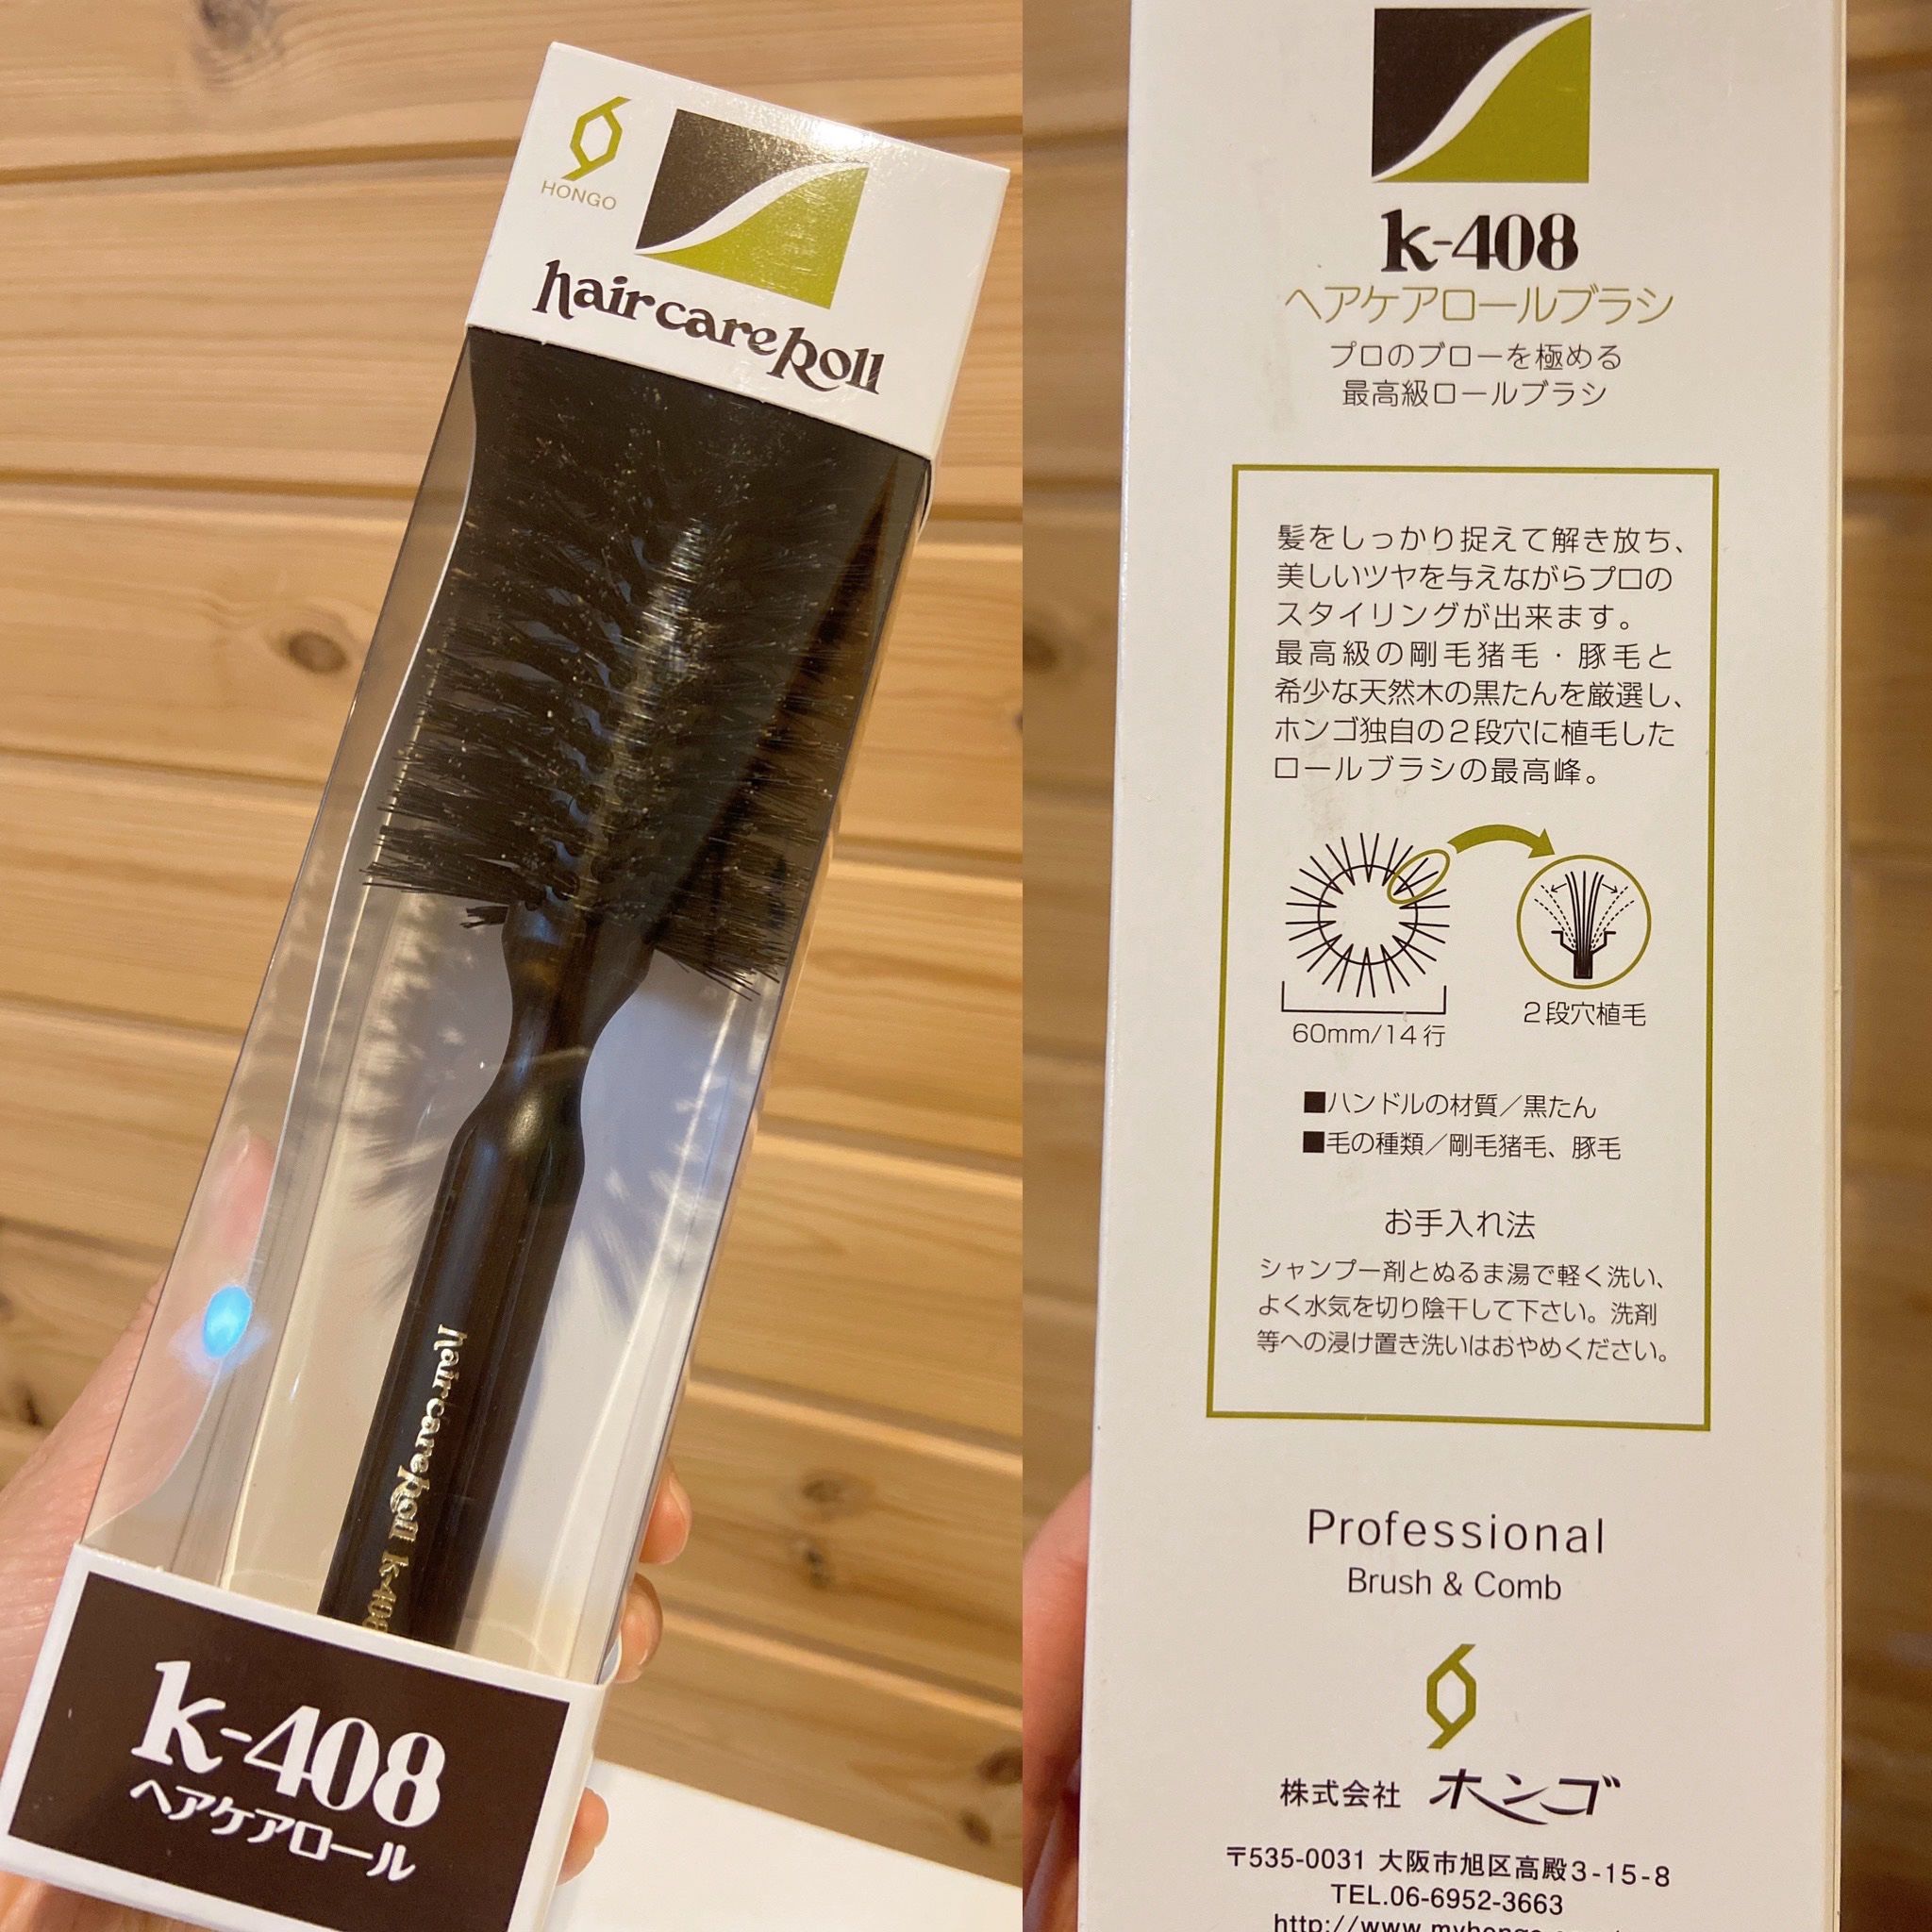 HONGO
hair care Roll
hair care Roll k-408
k-408
ヘアケアロール
k-408
ヘアケアロールブラシ
プロのブローを極める
最高級ロールブラシ
髪をしっかり捉えて解き放ち、
美しいツヤを与えながらプロの
スタイリングが出来ます。
最高級の剛毛猪毛・豚毛と
希少な天然木の黒たんを厳選し、
ホンゴ独自の2段穴に植毛した
ロールブラシの最高峰。
60mm/14行
2段穴植毛
■ハンドルの材質／黒たん
■毛の種類／剛毛猪毛、豚毛
お手入れ法
シャンプー剤とぬるま湯で軽く洗い、
よく水気を切り陰干して下さい。洗剤
等への浸け置き洗いはおやめください。
Professional
Brush & Comb
株式会社 ホンゴ
〒535-0031 大阪市旭区高殿3-15-8
TEL.06-6952-3663